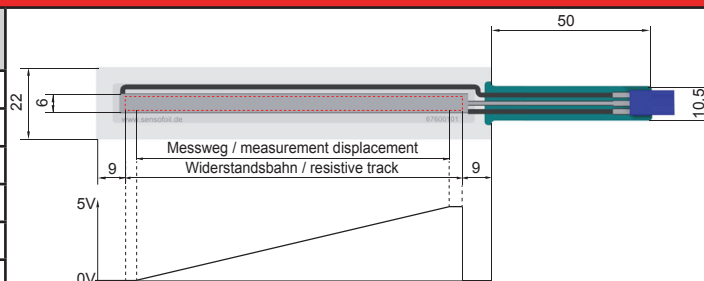 50
22
6
10.5
www.sensofoil.de 67600101
Messweg / measurement displacement
9 Widerstandsbahn / resistive track 9
5V
0V